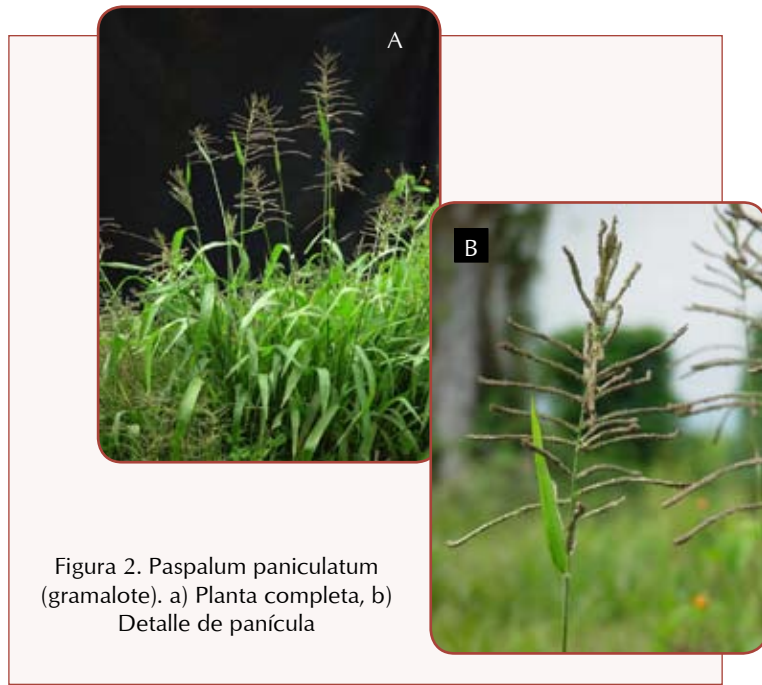 A
B
Figura 2. Paspalum paniculatum
(gramalote). a) Planta completa, b)
Detalle de panícula